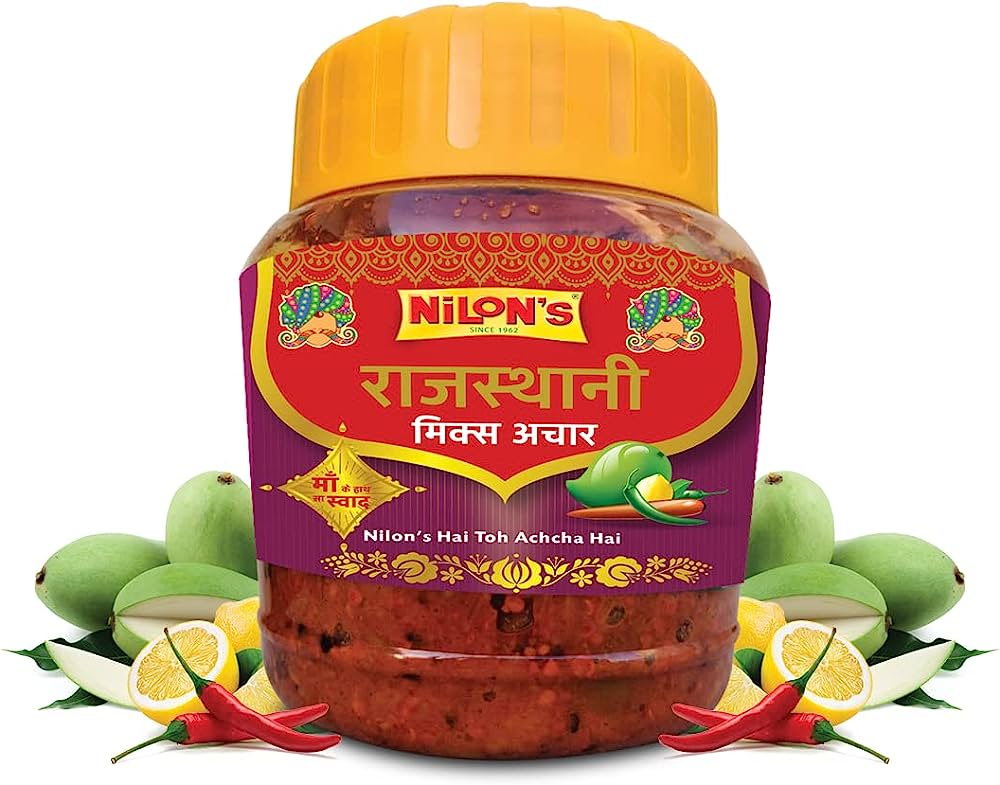 NiLON'S®
SINCE 1962
राजस्थानी
मिक्स अचार
माँ के हाथ
सा स्वाद
Nilon's Hai Toh Achcha Hai